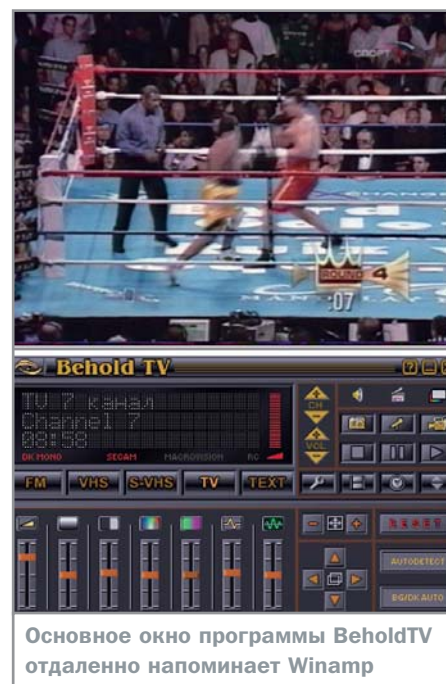 СПОРТ
ROUND 4
:07
Behold TV
TV 7 канал
Channel 7
08:58
DK MONO SECAM MACROVISION RC
CH
VOL
FM VHS S-VHS TV TEXT
RESET
AUTODETECT
BG/DK AUTO
Основное окно программы BeholdTV
отдаленно напоминает Winamp